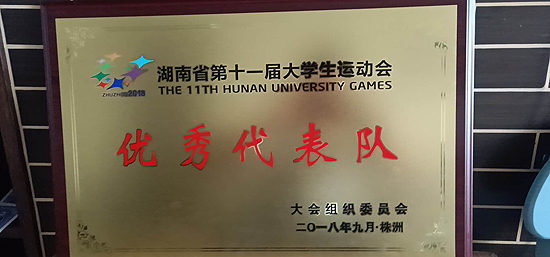 湖南省第十一届大学生运动会
THE 11TH HUNAN UNIVERSITY GAMES
ZHUZHOU2018
优秀代表队
大会组织委员会
二〇一八年九月·株洲